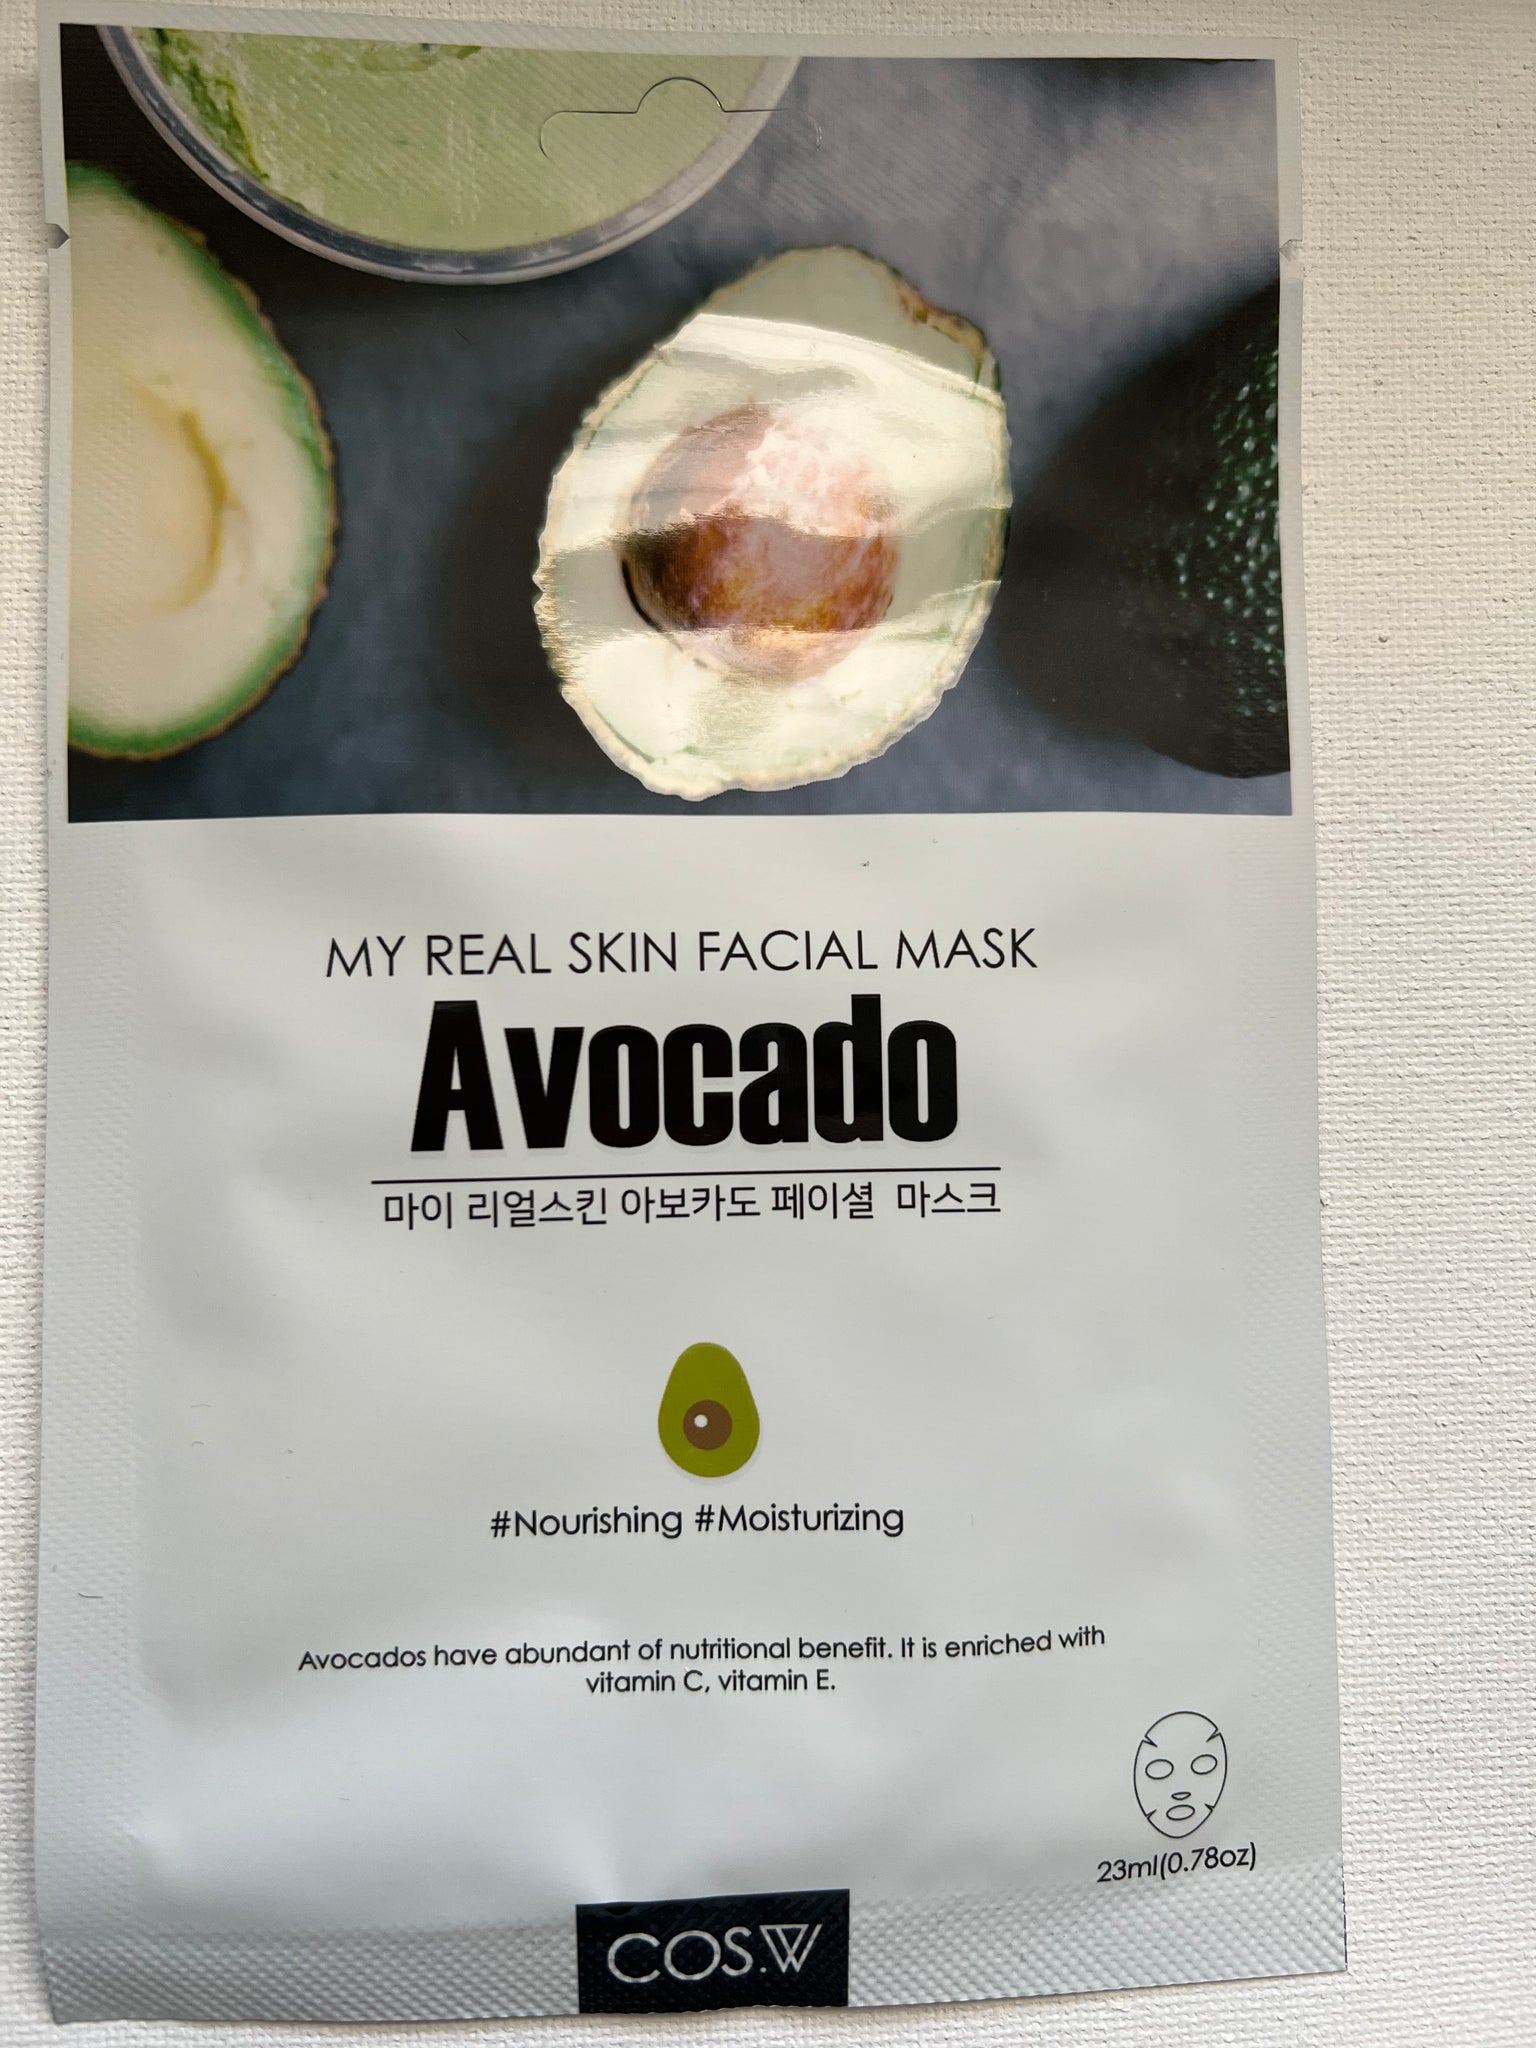 MY REAL SKIN FACIAL MASK
Avocado
마이 리얼스킨 아보카도 페이셜 마스크
#Nourishing #Moisturizing
Avocados have abundant of nutritional benefit. It is enriched with
vitamin C, vitamin E.
23ml(0.78oz)
COS.W